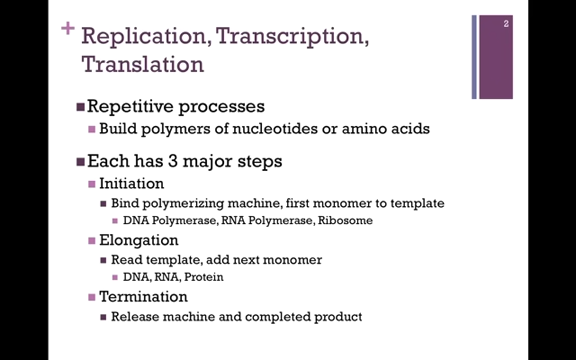 2
+ Replication, Transcription,
Translation
Repetitive processes
Build polymers of nucleotides or amino acids
Each has 3 major steps
Initiation
Bind polymerizing machine, first monomer to template
DNA Polymerase, RNA Polymerase, Ribosome
Elongation
Read template, add next monomer
DNA, RNA, Protein
Termination
Release machine and completed product